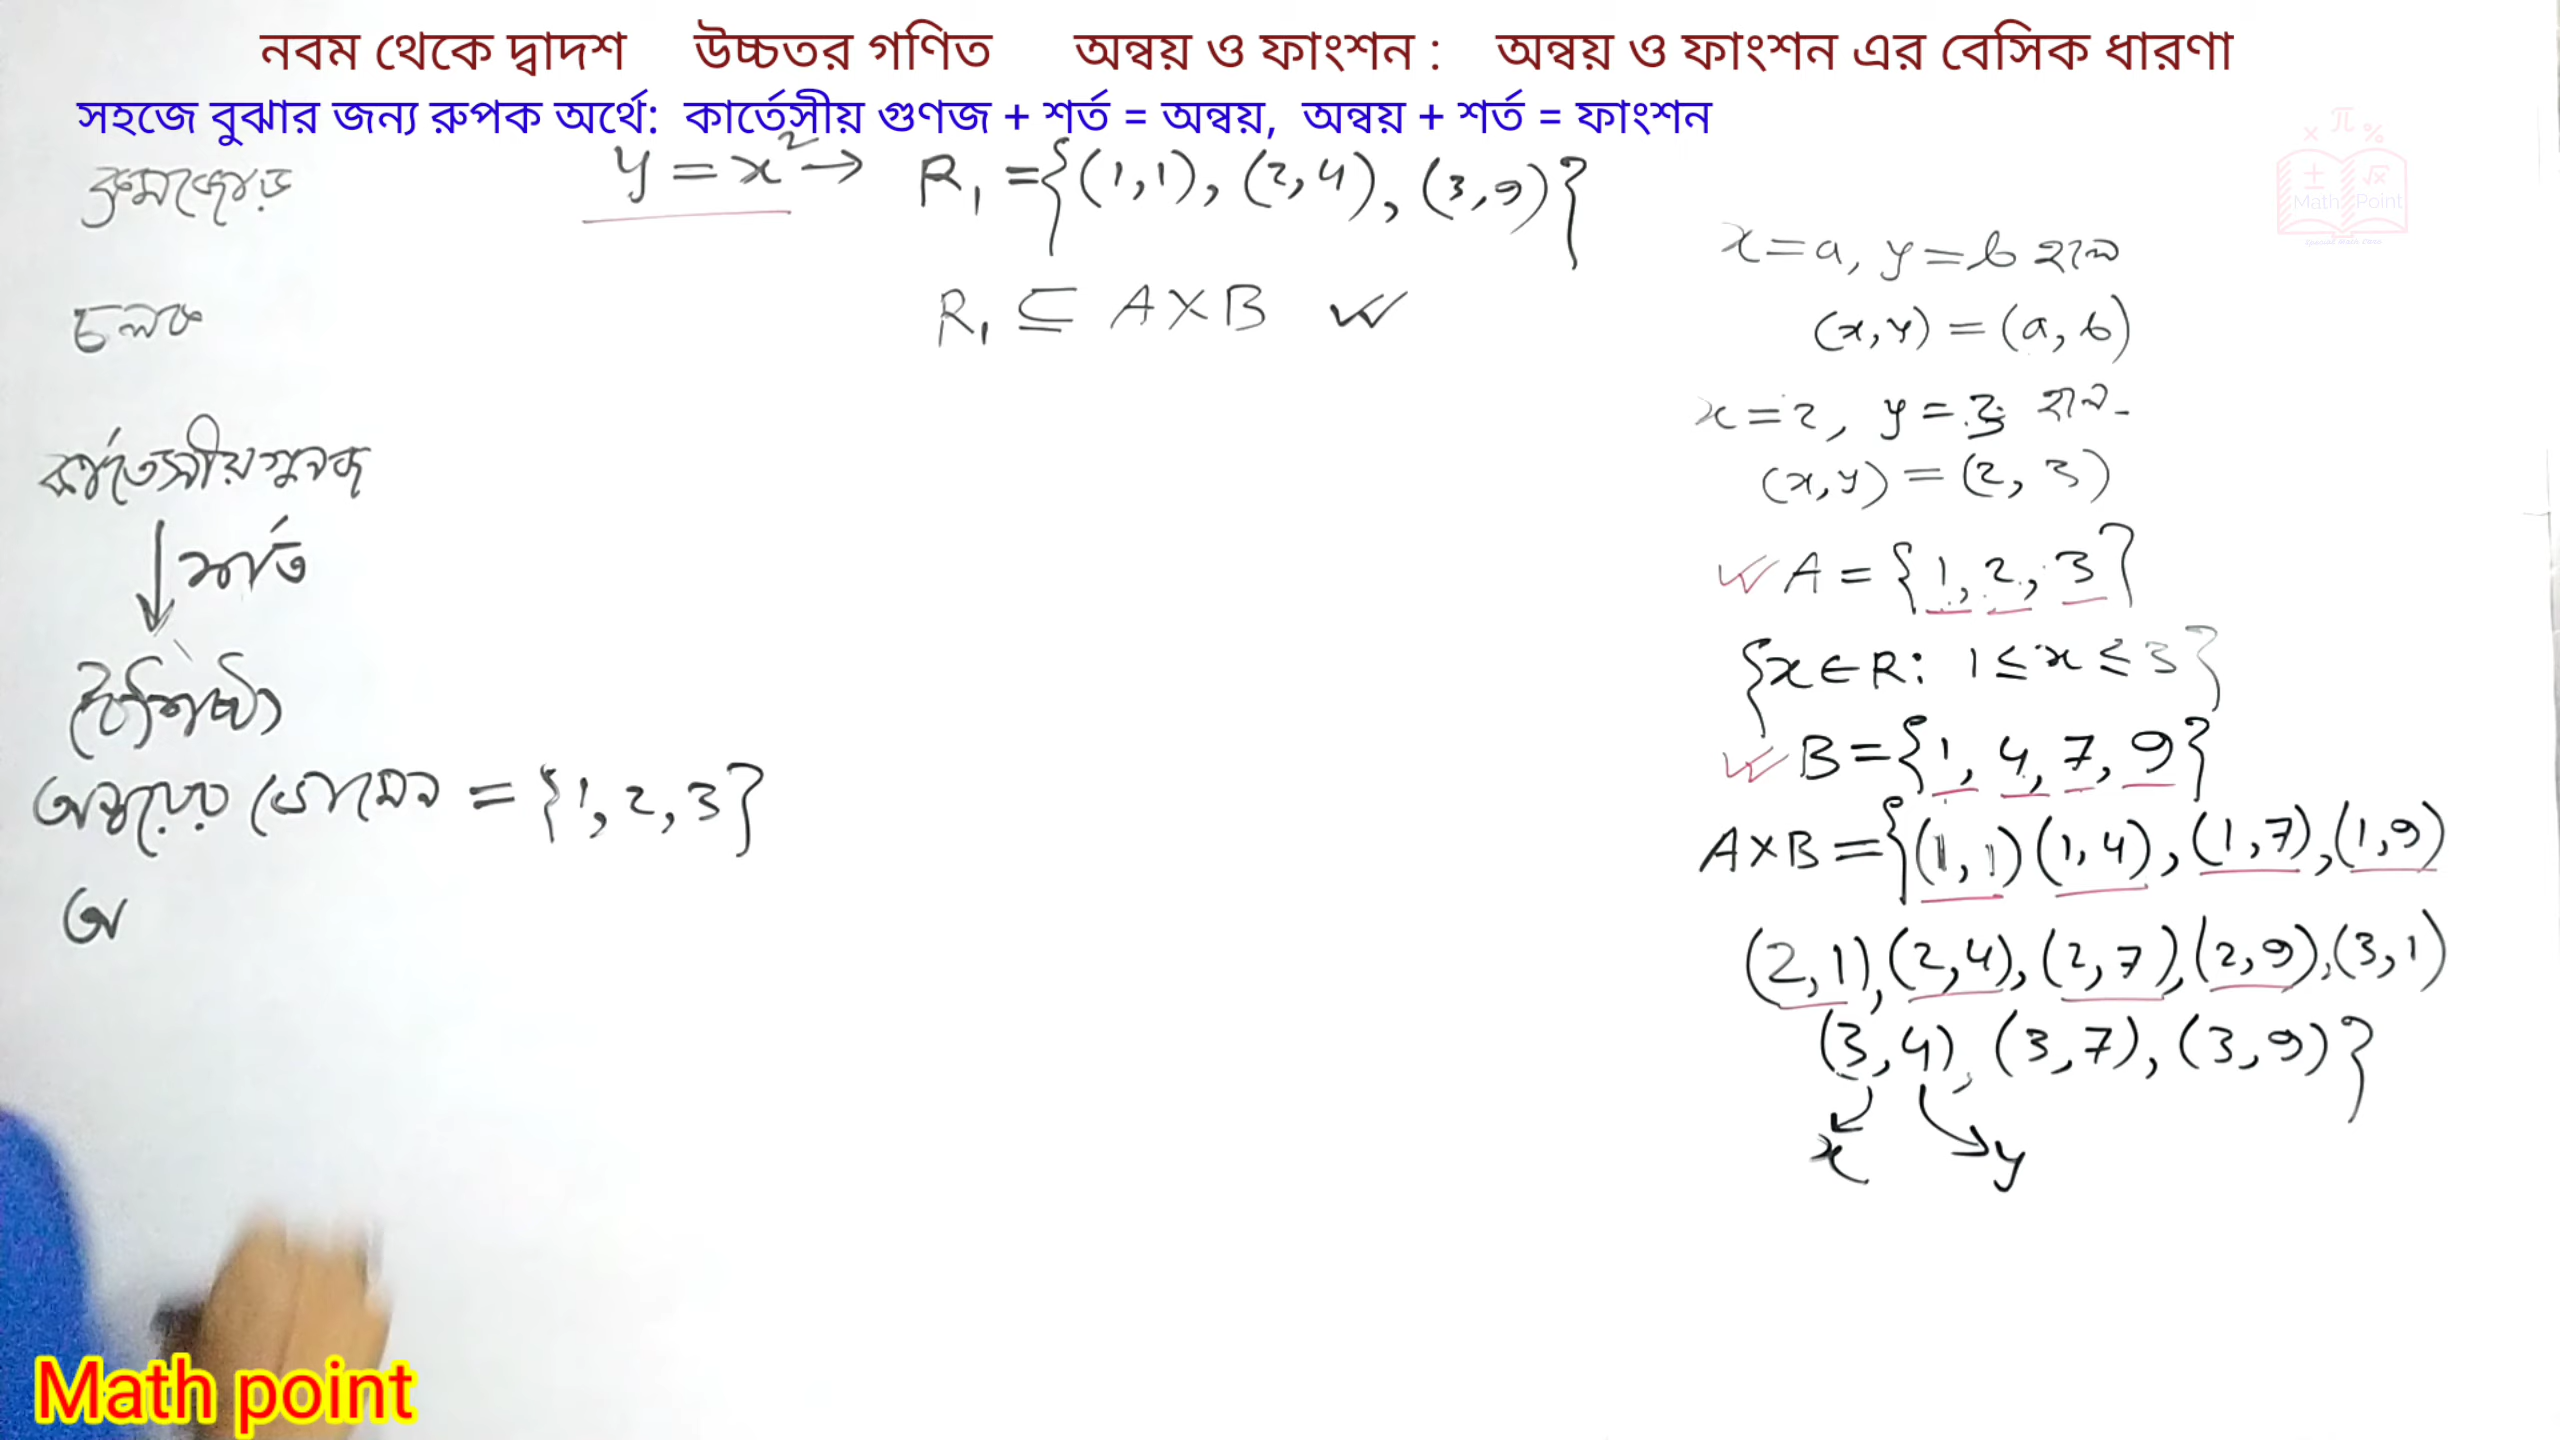 নবম থেকে দ্বাদশ উচ্চতর গণিত অন্বয় ও ফাংশন : অন্বয় ও ফাংশন এর বেসিক ধারণা
সহজে বুঝার জন্য রুপক অর্থে: কার্তেসীয় গুণজ + শর্ত = অন্বয়, অন্বয় + শর্ত = ফাংশন
ক্রমজোড়
y = x² → R₁ = {(1,1), (2,4), (3,9)}
চলক
R₁ ⊆ A×B
কার্তেসীয় গুনজ
শর্ত
বৈশিষ্ট্য
অন্বয়ের ডোমেন = {1, 2, 3}
অ
x = a, y = b হলে
(x,y) = (a, b)
x = 2, y = 3 হলে
(x,y) = (2, 3)
A = {1, 2, 3}
{x ∈ R: 1 ≤ x ≤ 3}
B = {1, 4, 7, 9}
A×B = {(1,1) (1,4), (1,7), (1,9)
(2,1), (2,4), (2,7), (2,9), (3,1)
(3,4), (3,7), (3,9)}
x y
Math Point
Math point